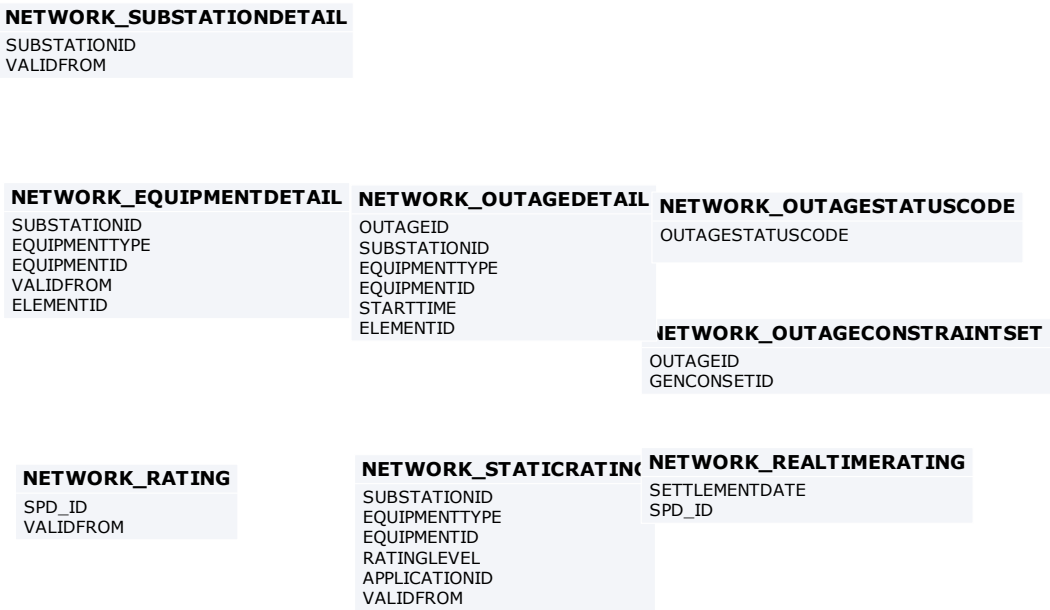 NETWORK_SUBSTATIONDETAIL
SUBSTATIONID
VALIDFROM
NETWORK_EQUIPMENTDETAIL
SUBSTATIONID
EQUIPMENTTYPE
EQUIPMENTID
VALIDFROM
ELEMENTID
NETWORK_OUTAGEDETAIL
OUTAGEID
SUBSTATIONID
EQUIPMENTTYPE
EQUIPMENTID
STARTTIME
ELEMENTID
NETWORK_OUTAGESTATUSCODE
OUTAGESTATUSCODE
NETWORK_OUTAGECONSTRAINTSET
OUTAGEID
GENCONSETID
NETWORK_RATING
SPD_ID
VALIDFROM
NETWORK_STATICRATING
SUBSTATIONID
EQUIPMENTTYPE
EQUIPMENTID
RATINGLEVEL
APPLICATIONID
VALIDFROM
NETWORK_REALTIMERATING
SETTLEMENTDATE
SPD_ID